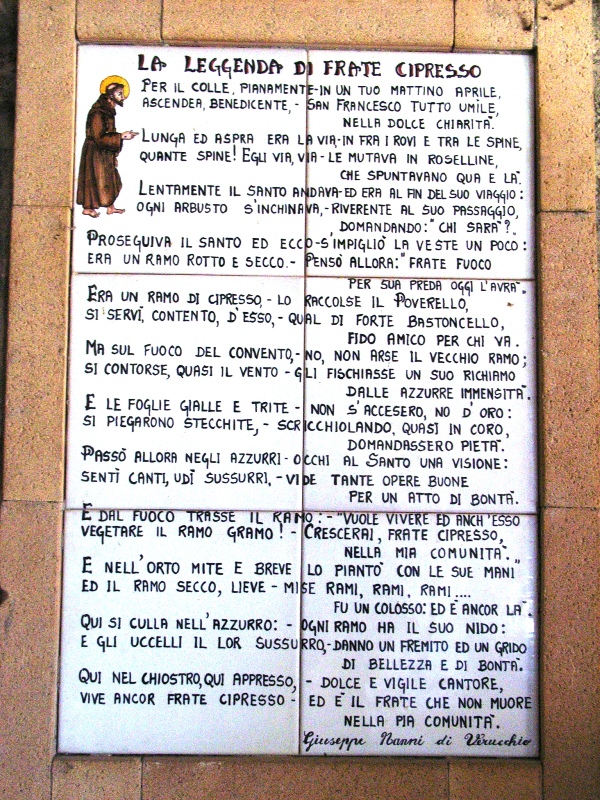 LA LEGGENDA DI FRATE CIPRESSO
PER IL COLLE, PIANAMENTE-IN UN TUO MATTINO APRILE,
ASCENDEA, BENEDICENTE, - SAN FRANCESCO TUTTO UMILE,
NELLA DOLCE CHIARITÀ.
LUNGA ED ASPRA ERA LA VIA,-IN FRA I ROVI E TRA LE SPINE,
QUANTE SPINE! EGLI VIA, VIA- LE MUTAVA IN ROSELLINE,
CHE SPUNTAVANO QUA E LÀ.
LENTAMENTE IL SANTO ANDAVA-ED ERA AL FIN DEL SUO VIAGGIO:
OGNI ARBUSTO S'INCHINAVA,-RIVERENTE AL SUO PASSAGGIO,
DOMANDANDO:"CHI SARÀ?"
PROSEGUIVA IL SANTO ED ECCO-S'IMPIGLIÒ LA VESTE UN POCO:
ERA UN RAMO ROTTO E SECCO.- PENSÒ ALLORA:"FRATE FUOCO
PER SUA PREDA OGGI L'AVRÀ".
ERA UN RAMO DI CIPRESSO,- LO RACCOLSE IL POVERELLO,
SI SERVÌ, CONTENTO, D'ESSO,- QUAL DI FORTE BASTONCELLO,
FIDO AMICO PER CHI VA.
MA SUL FUOCO DEL CONVENTO,-NO, NON ARSE IL VECCHIO RAMO;
SI CONTORSE, QUASI IL VENTO - GLI FISCHIASSE UN SUO RICHIAMO
DALLE AZZURRE IMMENSITÀ.
E LE FOGLIE GIALLE E TRITE - NON S'ACCESERO, NO D'ORO:
SI PIEGARONO STECCHITE,- SCRICCHIOLANDO, QUASI IN CORO,
DOMANDASSERO PIETÀ.
PASSÒ ALLORA NEGLI AZZURRI-OCCHI AL SANTO UNA VISIONE:
SENTÌ CANTI, UDÌ SUSSURRI,-VIDE TANTE OPERE BUONE
PER UN ATTO DI BONTÀ.
E DAL FUOCO TRASSE IL RAMO:-"VUOLE VIVERE ED ANCH'ESSO
VEGETARE IL RAMO GRAMO! - CRESCERAI, FRATE CIPRESSO,
NELLA MIA COMUNITÀ."
E NELL'ORTO MITE E BREVE LO PIANTÒ CON LE SUE MANI
ED IL RAMO SECCO, LIEVE - MISE RAMI, RAMI, RAMI....
FU UN COLOSSO: ED È ANCOR LÀ.
QUI SI CULLA NELL'AZZURRO: - OGNI RAMO HA IL SUO NIDO:
E GLI UCCELLI IL LOR SUSSURRO,-DANNO UN FREMITO ED UN GRIDO
DI BELLEZZA E DI BONTÀ.
QUI NEL CHIOSTRO, QUI APPRESSO, - DOLCE E VIGILE CANTORE,
VIVE ANCOR FRATE CIPRESSO - ED È IL FRATE CHE NON MUORE
NELLA PIA COMUNITÀ.
Giuseppe Nanni di Verucchio